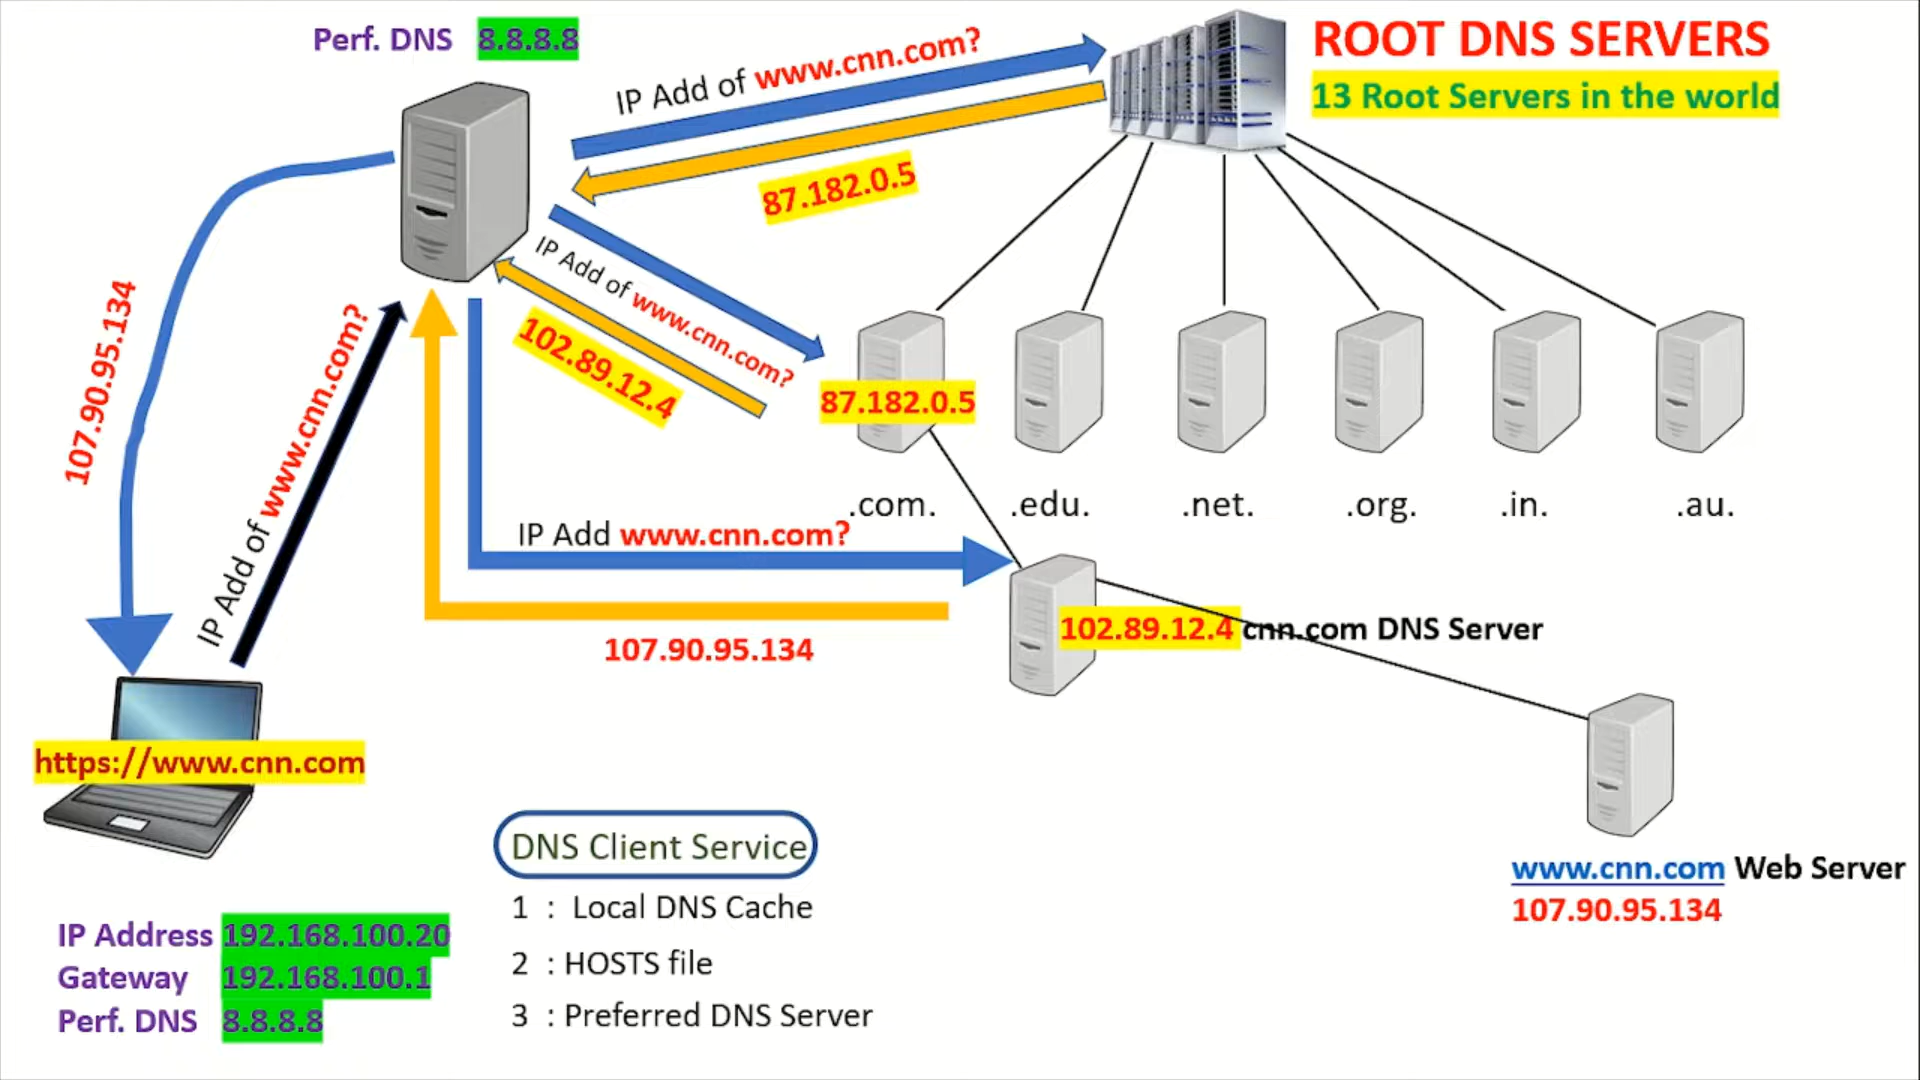 Perf. DNS 8.8.8.8
ROOT DNS SERVERS
13 Root Servers in the world
IP Add of www.cnn.com?
87.182.0.5
IP Add of www.cnn.com?
102.89.12.4
107.90.95.134
IP Add of www.cnn.com?
87.182.0.5
.com.
.edu.
.net.
.org.
.in.
.au.
IP Add www.cnn.com?
107.90.95.134
102.89.12.4 cnn.com DNS Server
https://www.cnn.com
www.cnn.com Web Server
107.90.95.134
DNS Client Service
1 : Local DNS Cache
2 : HOSTS file
3 : Preferred DNS Server
IP Address 192.168.100.20
Gateway 192.168.100.1
Perf. DNS 8.8.8.8